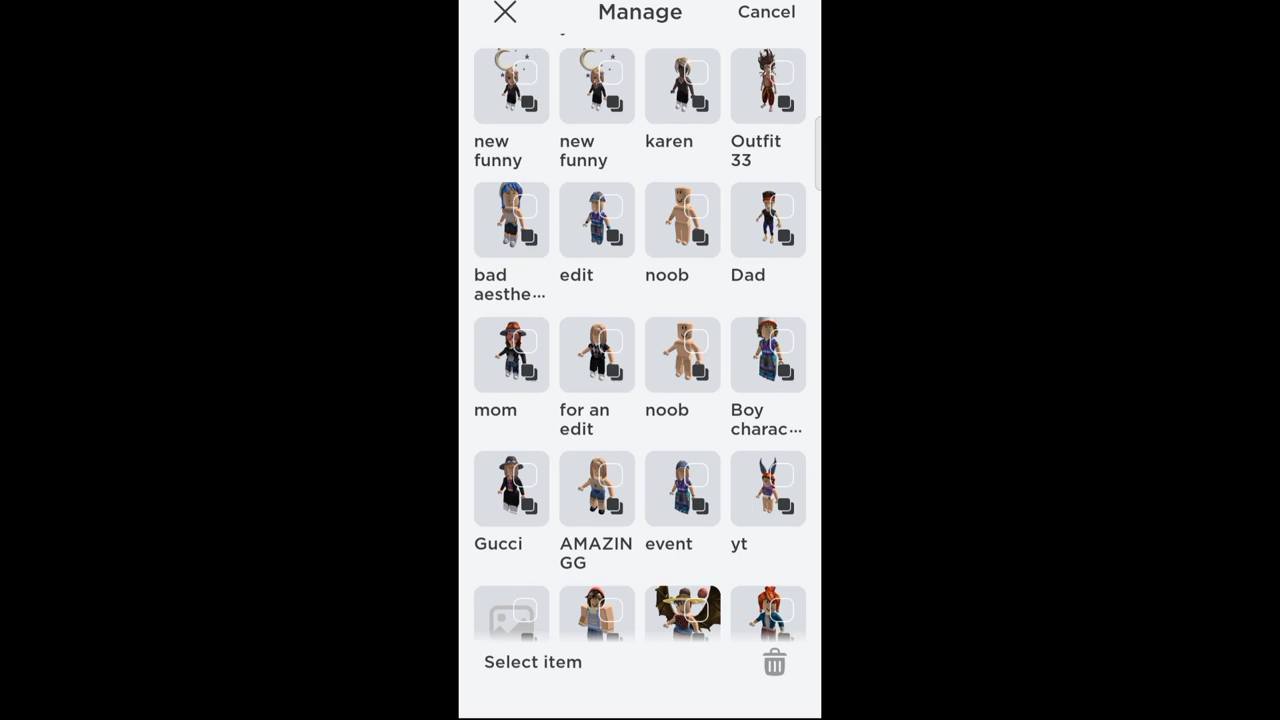 Manage
Cancel
new
funny
new
funny
karen
Outfit
33
bad
aesthe...
edit
noob
Dad
mom
for an
edit
noob
Boy
charac...
Gucci
AMAZIN
GG
event
yt
Select item